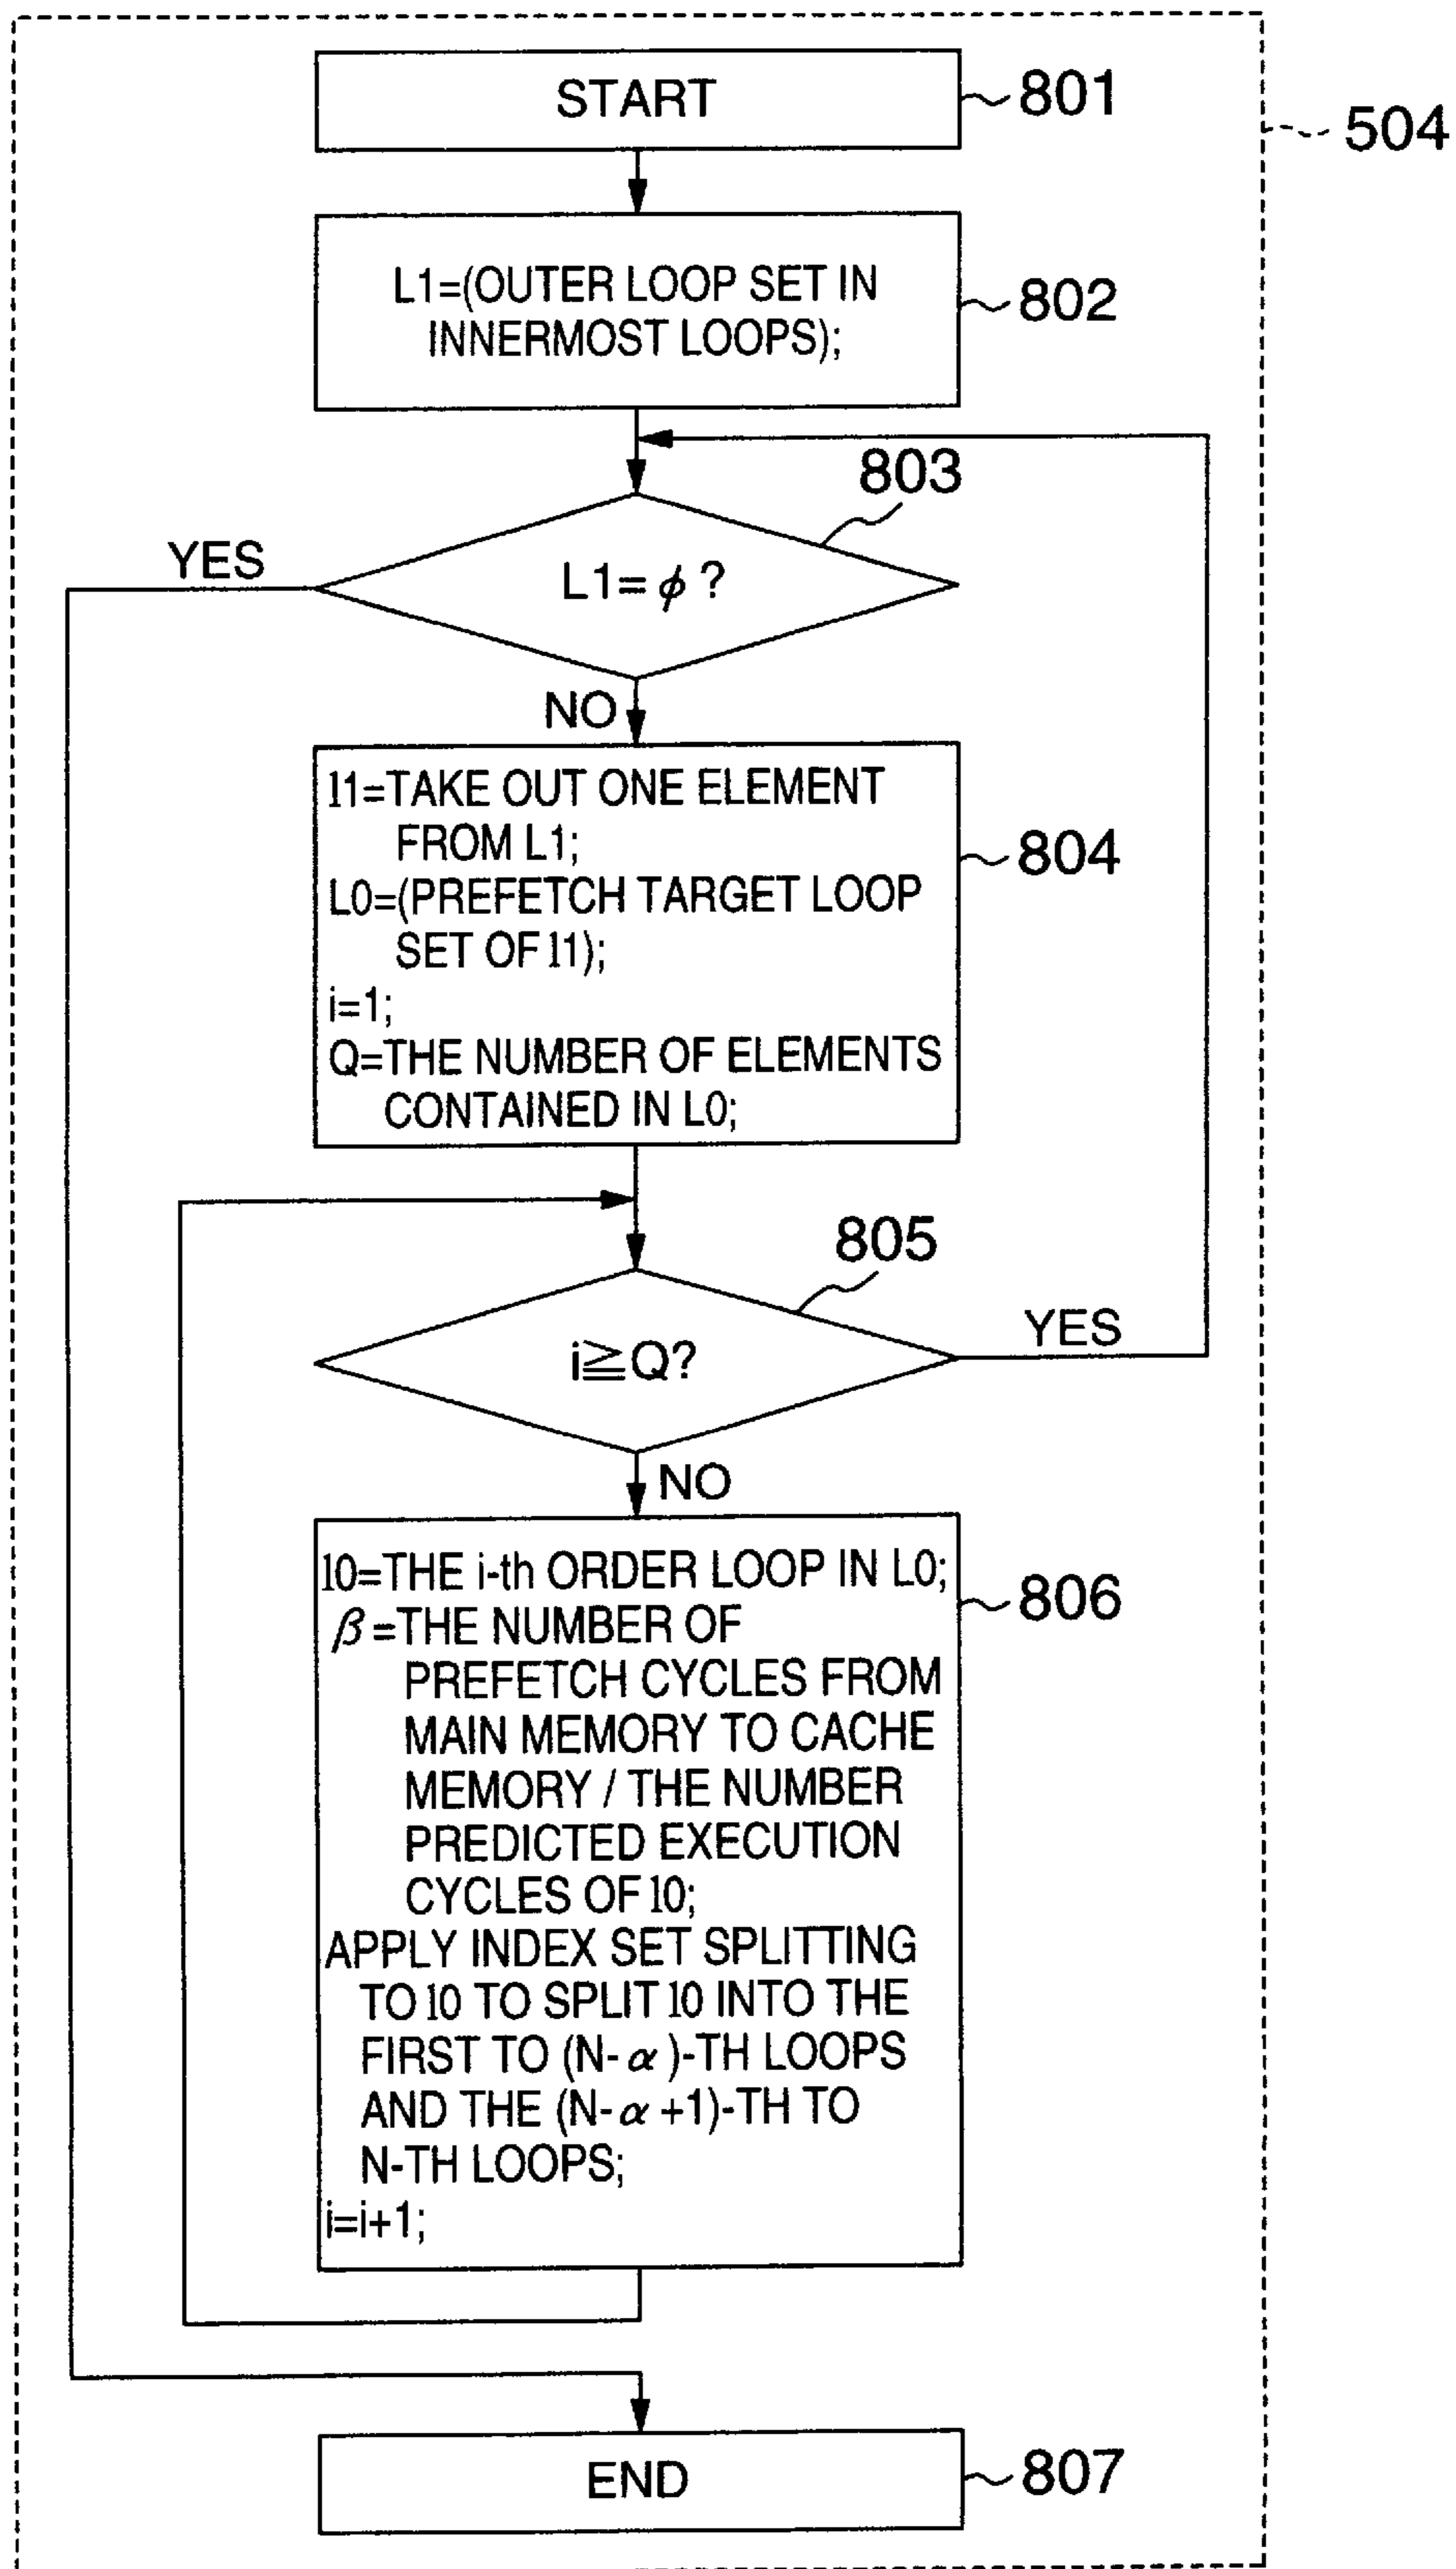 START
801
504
L1=(OUTER LOOP SET IN
INNERMOST LOOPS);
802
803
YES
L1=ϕ?
NO
l1=TAKE OUT ONE ELEMENT
FROM L1;
L0=(PREFETCH TARGET LOOP
SET OF l1);
i=1;
Q=THE NUMBER OF ELEMENTS
CONTAINED IN L0;
804
805
i≧Q?
YES
NO
l0=THE i-th ORDER LOOP IN L0;
β=THE NUMBER OF
PREFETCH CYCLES FROM
MAIN MEMORY TO CACHE
MEMORY / THE NUMBER
PREDICTED EXECUTION
CYCLES OF l0;
APPLY INDEX SET SPLITTING
TO l0 TO SPLIT l0 INTO THE
FIRST TO (N-α)-TH LOOPS
AND THE (N-α+1)-TH TO
N-TH LOOPS;
i=i+1;
806
END
807